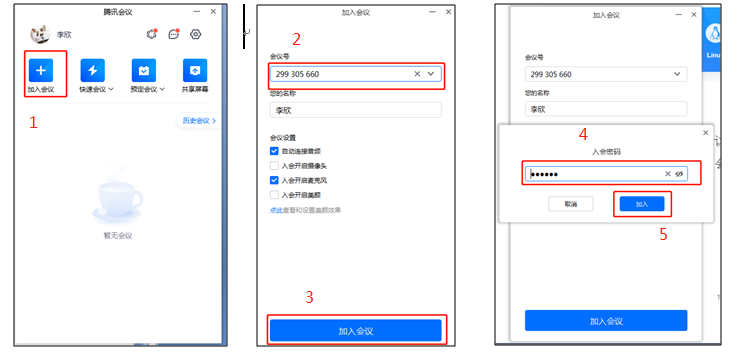 腾讯会议
李欣
加入会议
快速会议
预定会议
共享屏幕
1
历史会议 >
暂无会议
加入会议
2
会议号
299 305 660
您的名称
李欣
会议设置
自动连接音频
入会开启摄像头
入会开启麦克风
入会开启美颜
点此查看和设置美颜效果
3
加入会议
加入会议
会议号
299 305 660
您的名称
李欣
4
入会密码
••••••
取消
加入
5
加入会议
Linu